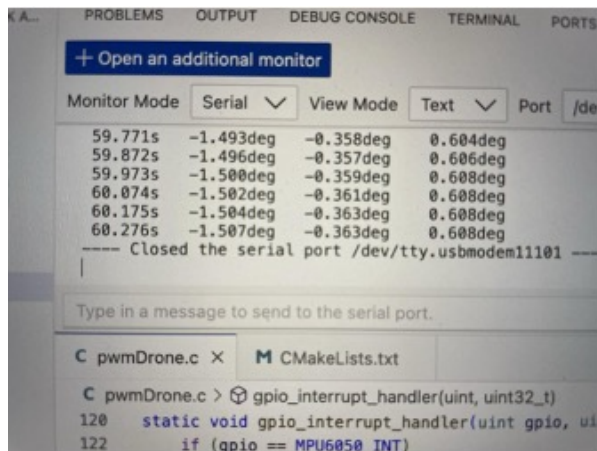 PROBLEMS OUTPUT DEBUG CONSOLE TERMINAL PORTS
+ Open an additional monitor
Monitor Mode Serial View Mode Text Port /de
59.771s -1.493deg -0.358deg 0.604deg
59.872s -1.496deg -0.357deg 0.606deg
59.973s -1.500deg -0.359deg 0.608deg
60.074s -1.502deg -0.361deg 0.608deg
60.175s -1.504deg -0.363deg 0.608deg
60.276s -1.507deg -0.363deg 0.608deg
---- Closed the serial port /dev/tty.usbmodem11101 ---
Type in a message to send to the serial port.
C pwmDrone.c × M CMakeLists.txt
C pwmDrone.c > gpio_interrupt_handler(uint, uint32_t)
120 static void gpio_interrupt_handler(uint gpio, ui
122 if (gpio == MPU6050_INT)